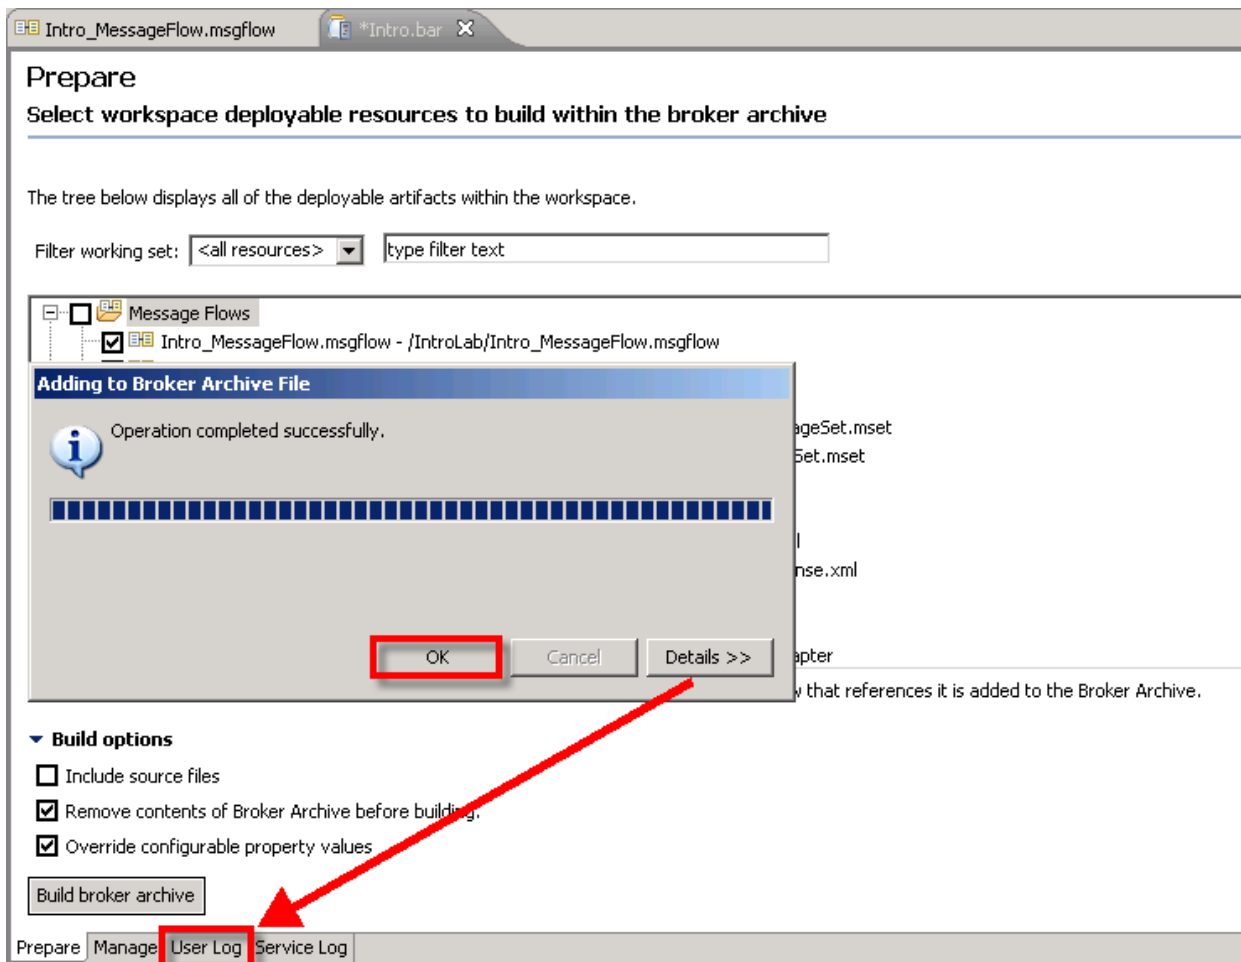 Intro_MessageFlow.msgflow *Intro.bar
Prepare
Select workspace deployable resources to build within the broker archive
The tree below displays all of the deployable artifacts within the workspace.
Filter working set: <all resources> type filter text
Message Flows
Intro_MessageFlow.msgflow - /IntroLab/Intro_MessageFlow.msgflow
Adding to Broker Archive File
Operation completed successfully.
ageSet.mset
Set.mset
l
nse.xml
OK Cancel Details >>
apter
that references it is added to the Broker Archive.
Build options
Include source files
Remove contents of Broker Archive before building.
Override configurable property values
Build broker archive
Prepare Manage User Log Service Log